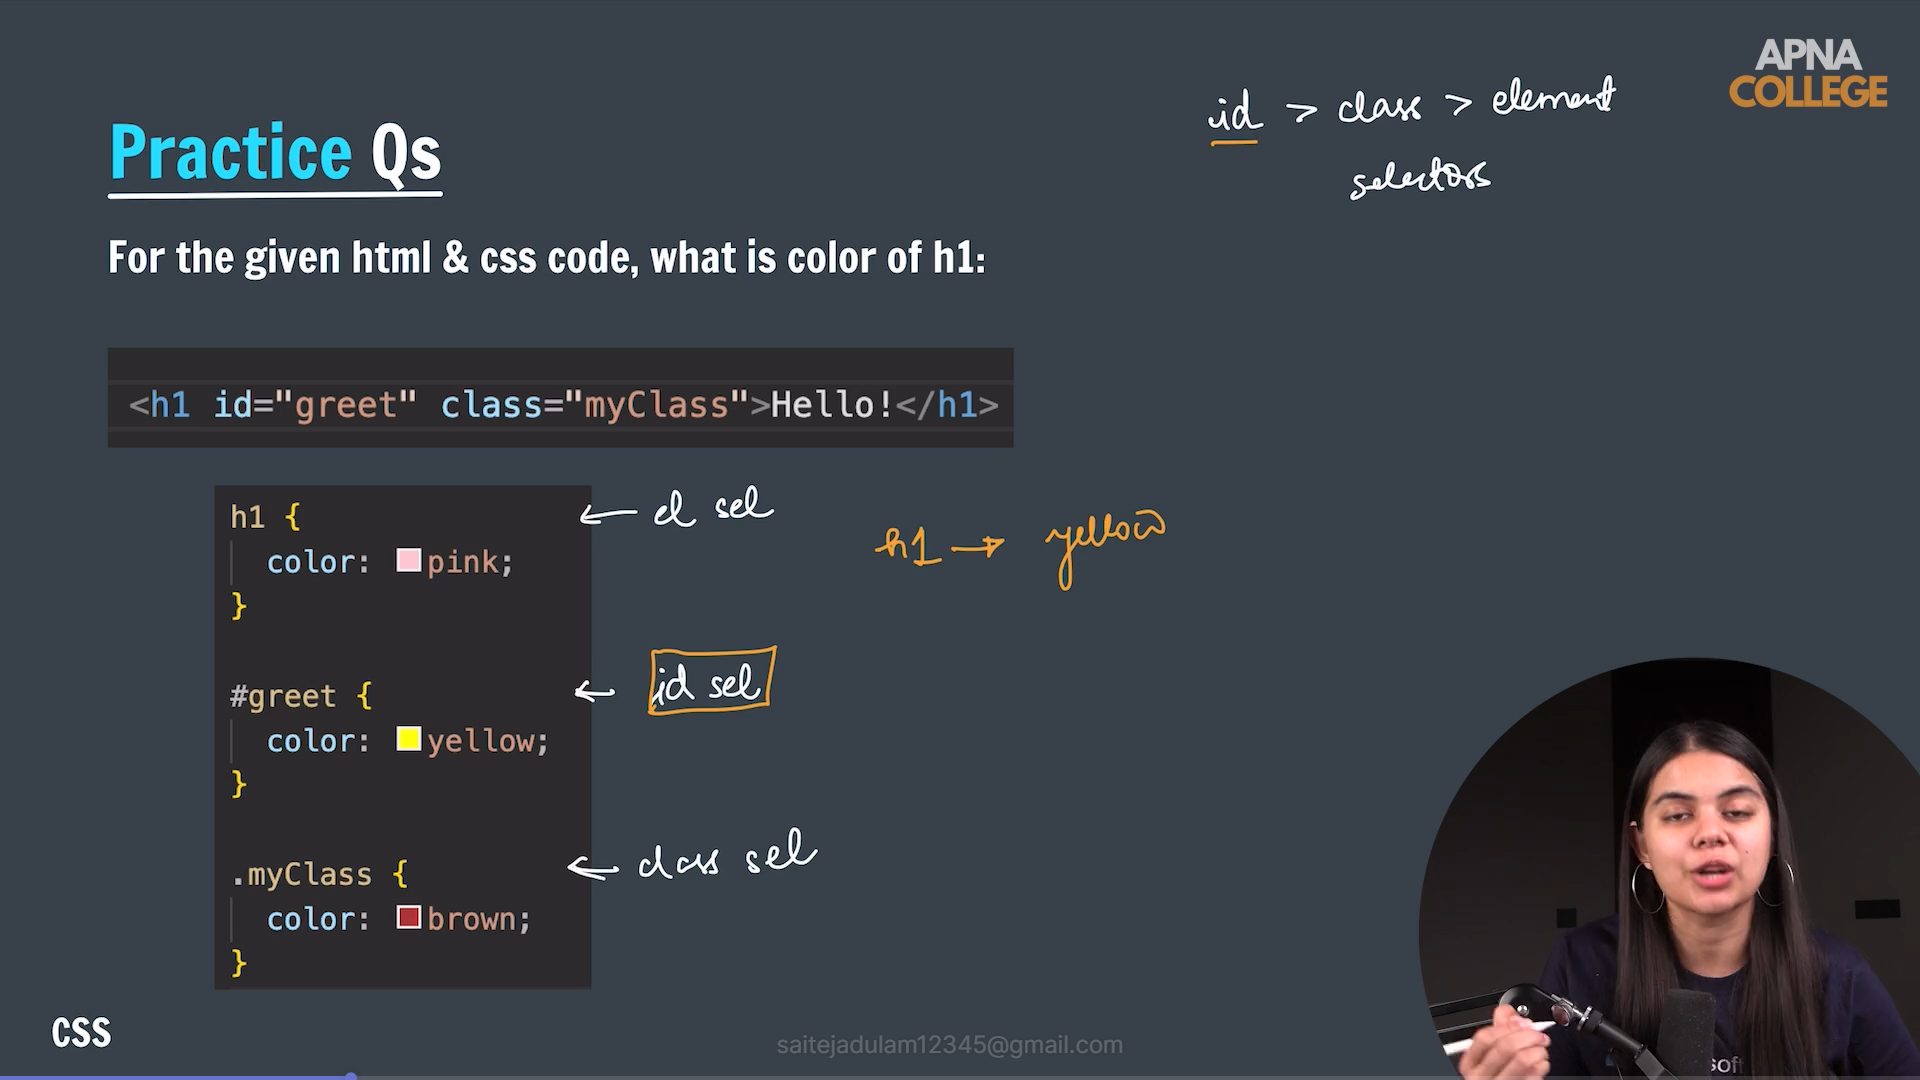 APNA
COLLEGE
id > class > element
selectors
Practice Qs
For the given html & css code, what is color of h1:
<h1 id="greet" class="myClass">Hello!</h1>
h1 {
color: pink;
}
← el sel
h1 → yellow
#greet {
color: yellow;
}
← id sel
.myClass {
color: brown;
}
← class sel
CSS
saitejadulam12345@gmail.com
soft